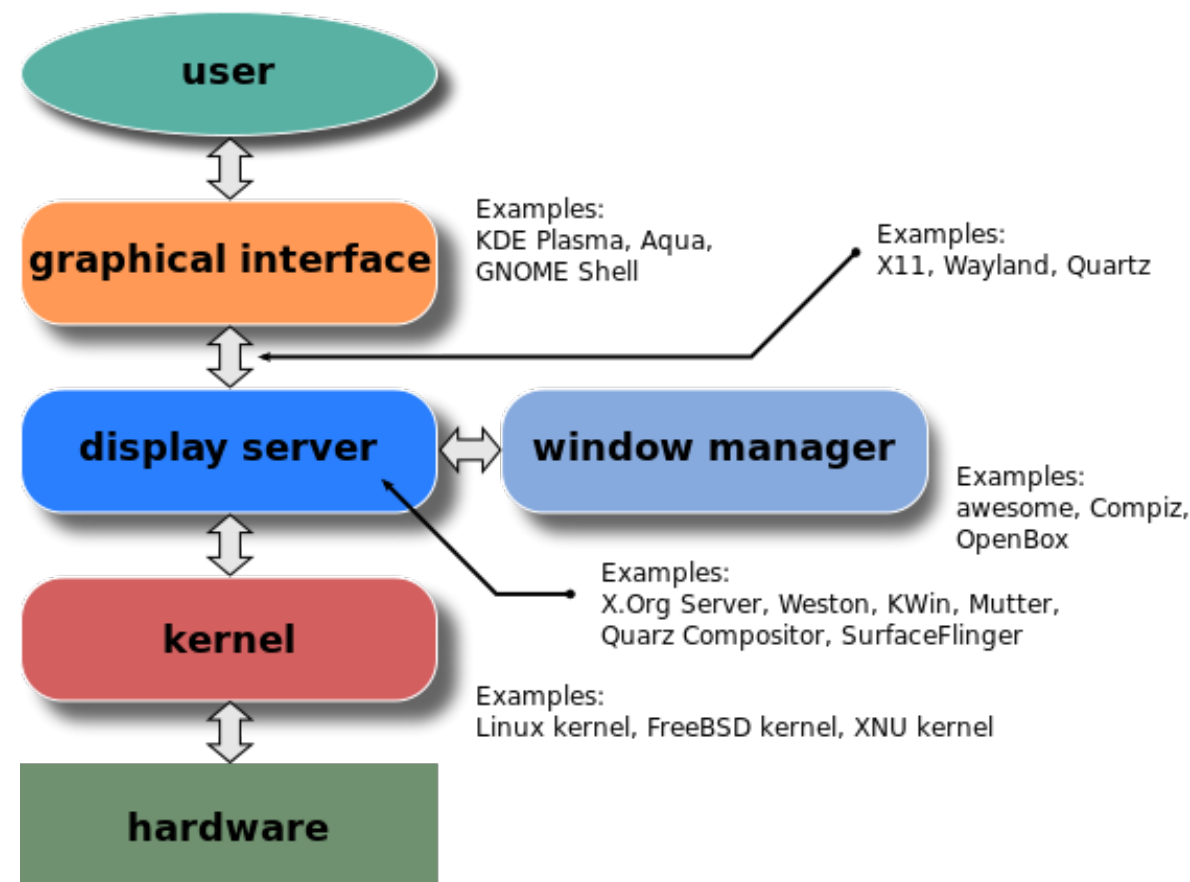 user
graphical interface
Examples:
KDE Plasma, Aqua,
GNOME Shell
Examples:
X11, Wayland, Quartz
display server
window manager
Examples:
awesome, Compiz,
OpenBox
Examples:
X.Org Server, Weston, KWin, Mutter,
Quarz Compositor, SurfaceFlinger
kernel
Examples:
Linux kernel, FreeBSD kernel, XNU kernel
hardware